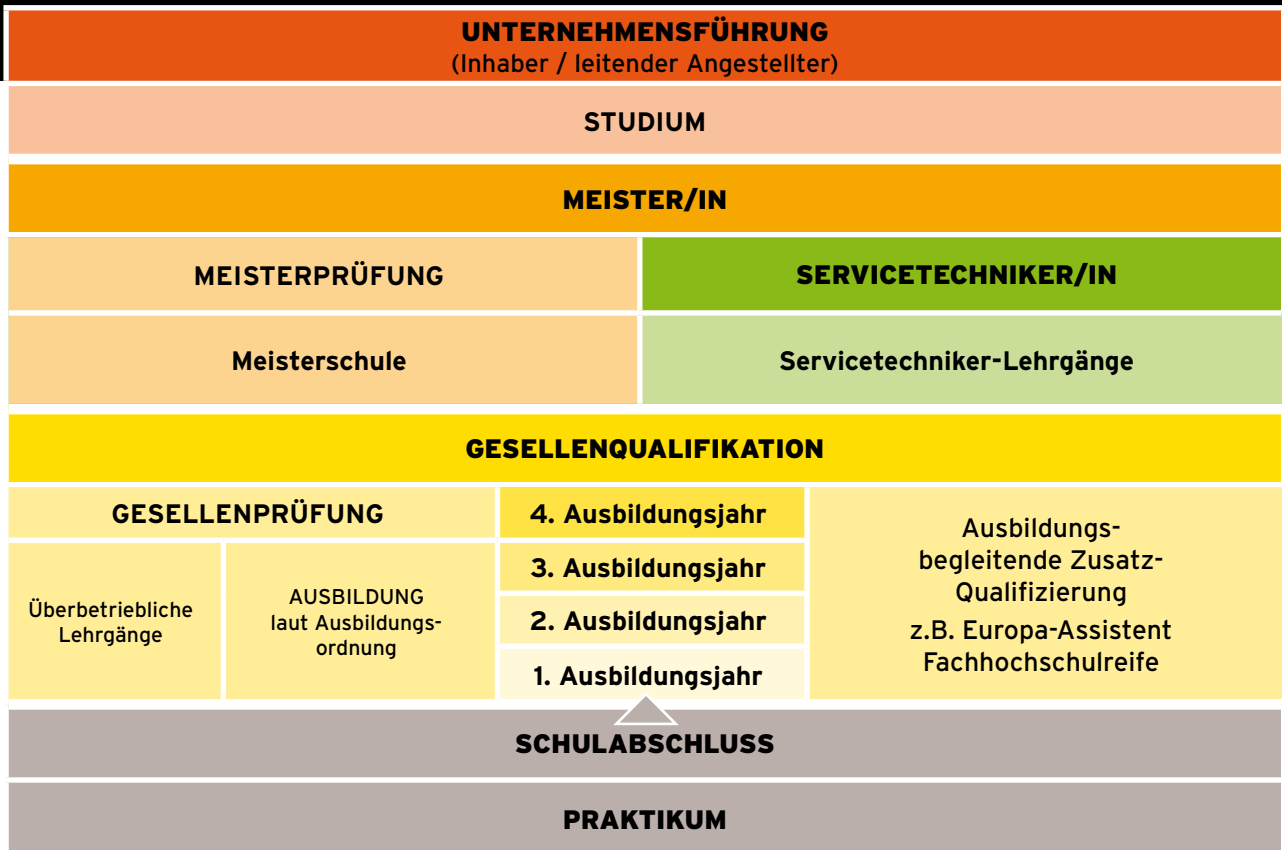 UNTERNEHMENSFÜHRUNG
(Inhaber / leitender Angestellter)
STUDIUM
MEISTER/IN
MEISTERPRÜFUNG
SERVICETECHNIKER/IN
Meisterschule
Servicetechniker-Lehrgänge
GESELLENQUALIFIKATION
GESELLENPRÜFUNG
Überbetriebliche
Lehrgänge
AUSBILDUNG
laut Ausbildungs-
ordnung
4. Ausbildungsjahr
3. Ausbildungsjahr
2. Ausbildungsjahr
1. Ausbildungsjahr
Ausbildungs-
begleitende Zusatz-
Qualifizierung
z.B. Europa-Assistent
Fachhochschulreife
SCHULABSCHLUSS
PRAKTIKUM